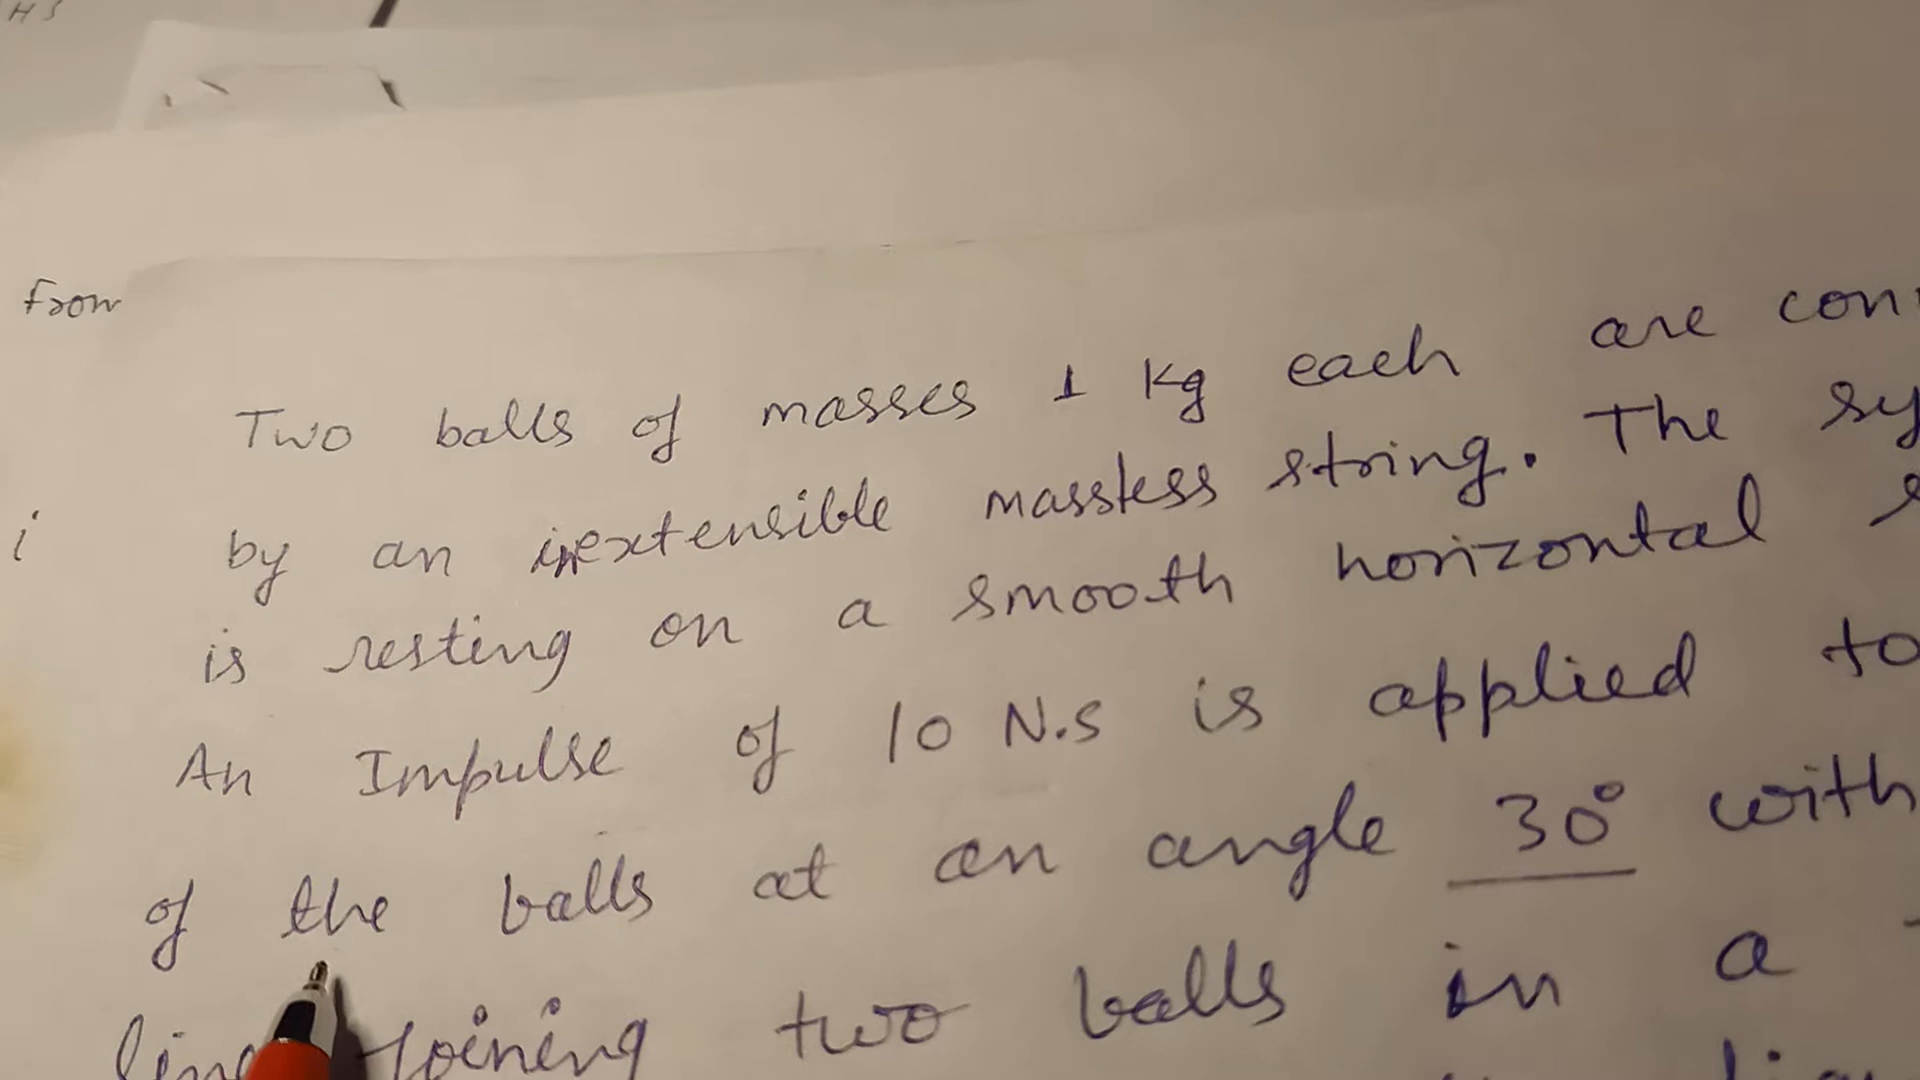 H S
from
Two balls of masses 1 Kg each are con
by an inextensible massless string. The sy
i
is resting on a smooth horizontal s
An Impulse of 10 N.s is applied to
of the balls at an angle 30° with
line joining two balls in a